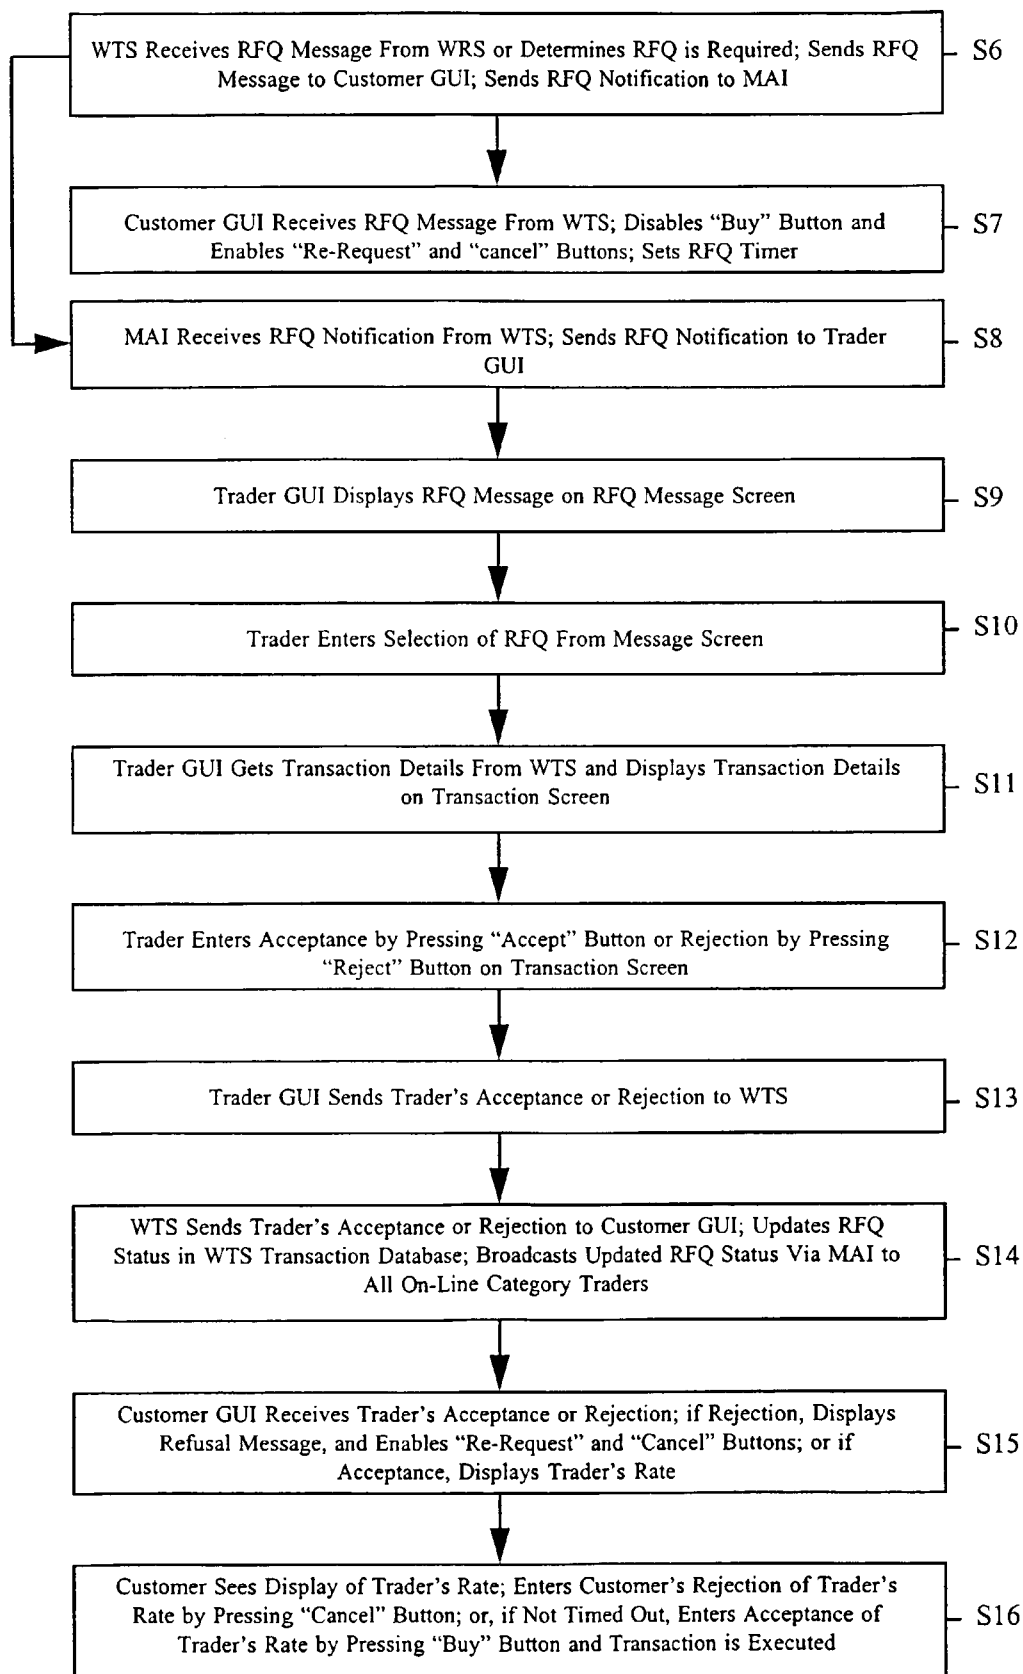 WTS Receives RFQ Message From WRS or Determines RFQ is Required; Sends RFQ
Message to Customer GUI; Sends RFQ Notification to MAI
S6
Customer GUI Receives RFQ Message From WTS; Disables “Buy” Button and
Enables “Re-Request” and “cancel” Buttons; Sets RFQ Timer
S7
MAI Receives RFQ Notification From WTS; Sends RFQ Notification to Trader
GUI
S8
Trader GUI Displays RFQ Message on RFQ Message Screen
S9
Trader Enters Selection of RFQ From Message Screen
S10
Trader GUI Gets Transaction Details From WTS and Displays Transaction Details
on Transaction Screen
S11
Trader Enters Acceptance by Pressing “Accept” Button or Rejection by Pressing
“Reject” Button on Transaction Screen
S12
Trader GUI Sends Trader's Acceptance or Rejection to WTS
S13
WTS Sends Trader's Acceptance or Rejection to Customer GUI; Updates RFQ
Status in WTS Transaction Database; Broadcasts Updated RFQ Status Via MAI to
All On-Line Category Traders
S14
Customer GUI Receives Trader's Acceptance or Rejection; if Rejection, Displays
Refusal Message, and Enables “Re-Request” and “Cancel” Buttons; or if
Acceptance, Displays Trader's Rate
S15
Customer Sees Display of Trader's Rate; Enters Customer's Rejection of Trader's
Rate by Pressing “Cancel” Button; or, if Not Timed Out, Enters Acceptance of
Trader's Rate by Pressing “Buy” Button and Transaction is Executed
S16